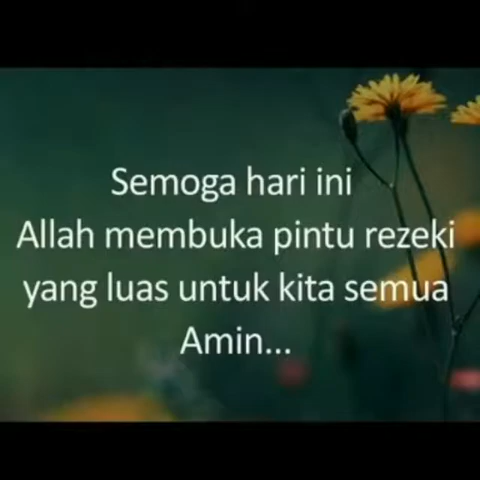 Semoga hari ini
Allah membuka pintu rezeki
yang luas untuk kita semua
Amin...